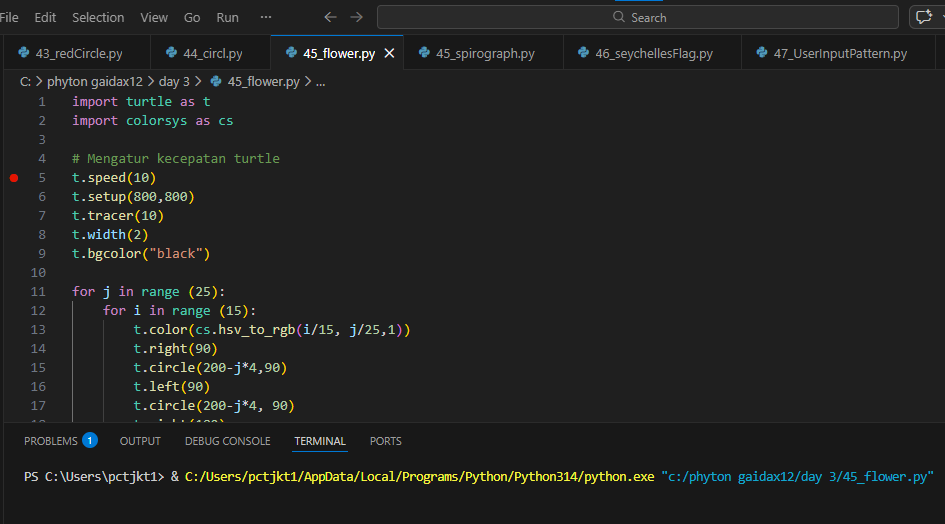 File Edit Selection View Go Run ··· Search
43_redCircle.py 44_circl.py 45_flower.py 45_spirograph.py 46_seychellesFlag.py 47_UserInputPattern.py
C: > phyton gaidax12 > day 3 > 45_flower.py > ...
1 import turtle as t
2 import colorsys as cs
3
4 # Mengatur kecepatan turtle
5 t.speed(10)
6 t.setup(800,800)
7 t.tracer(10)
8 t.width(2)
9 t.bgcolor("black")
10
11 for j in range (25):
12     for i in range (15):
13         t.color(cs.hsv_to_rgb(i/15, j/25,1))
14         t.right(90)
15         t.circle(200-j*4,90)
16         t.left(90)
17         t.circle(200-j*4, 90)
PROBLEMS 1 OUTPUT DEBUG CONSOLE TERMINAL PORTS
PS C:\Users\pctjkt1> & C:/Users/pctjkt1/AppData/Local/Programs/Python/Python314/python.exe "c:/phyton gaidax12/day 3/45_flower.py"